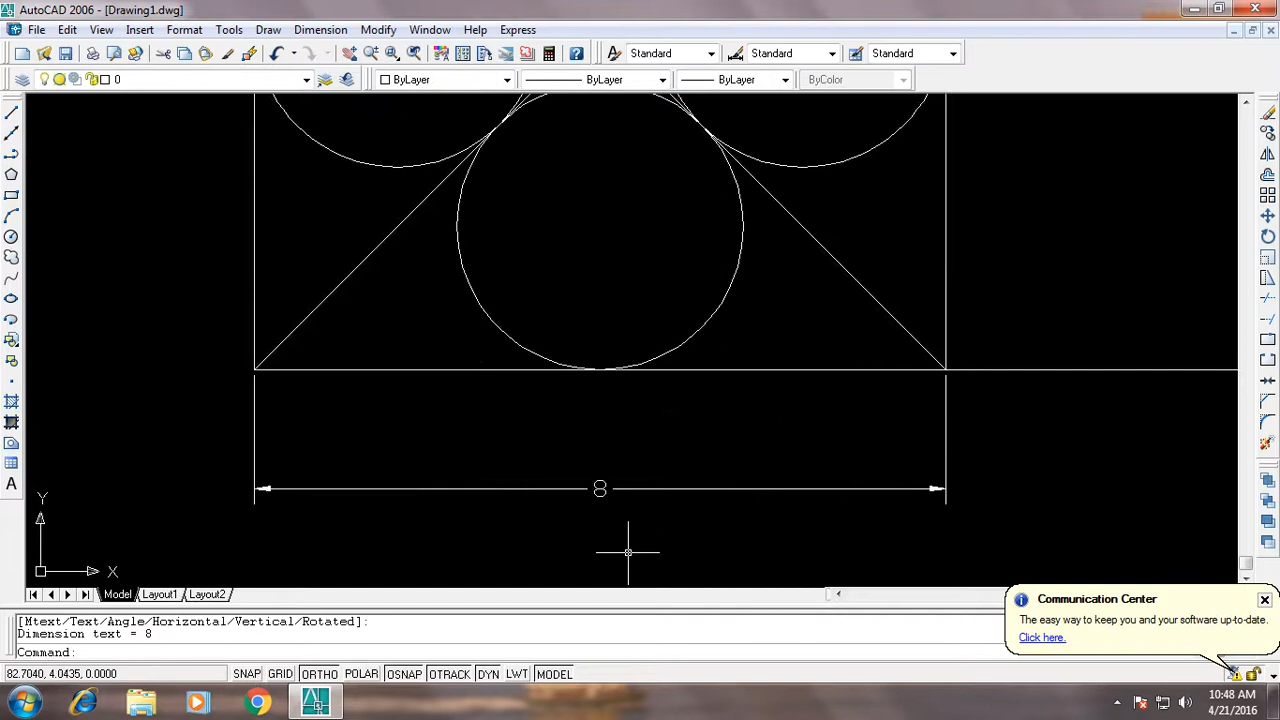 AutoCAD 2006 - [Drawing1.dwg]
File Edit View Insert Format Tools Draw Dimension Modify Window Help Express
Standard Standard Standard
0 ByLayer ByLayer ByLayer ByColor
8
Y
X
Model Layout1 Layout2
Communication Center
The easy way to keep you and your software up-to-date.
Click here.
[Mtext/Text/Angle/Horizontal/Vertical/Rotated]:
Dimension text = 8
Command:
82.7040, 4.0435, 0.0000 SNAP GRID ORTHO POLAR OSNAP OTRACK DYN LWT MODEL
10:48 AM
4/21/2016